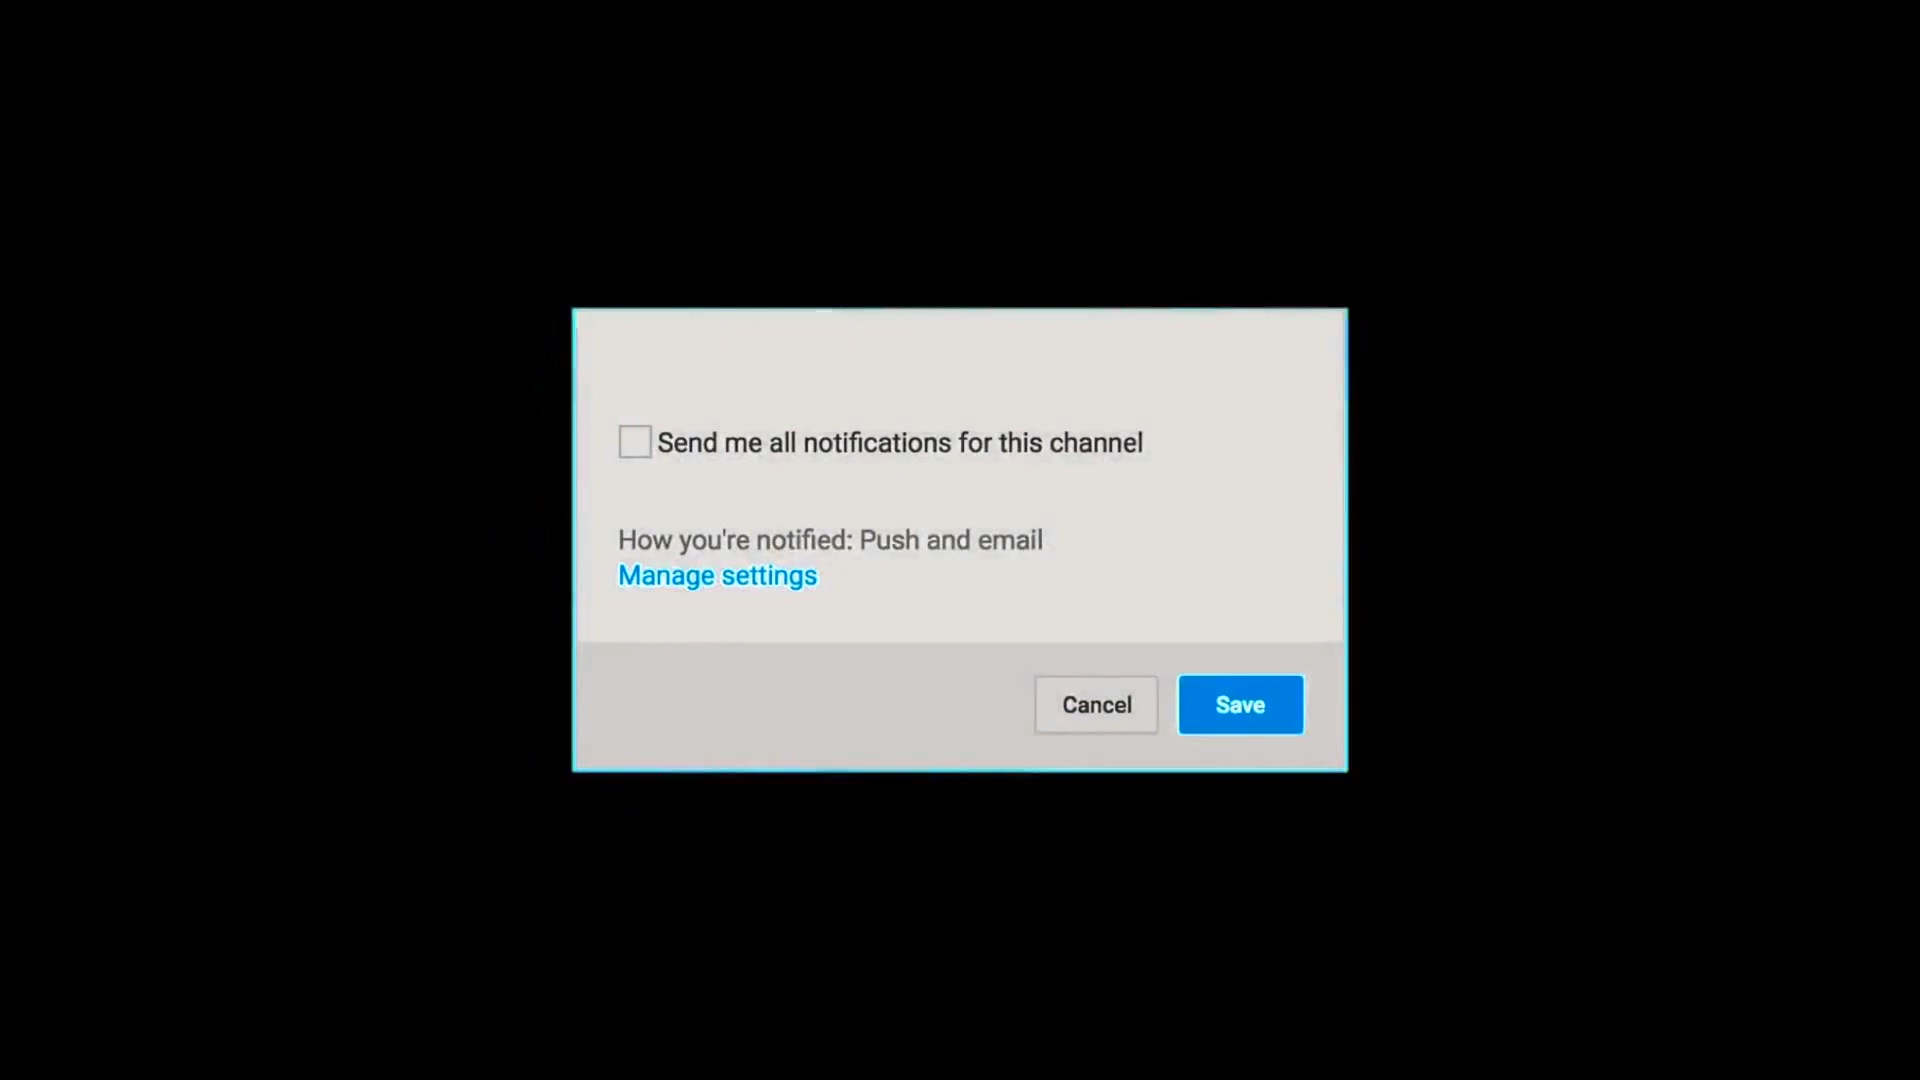 Send me all notifications for this channel
How you're notified: Push and email
Manage settings
Cancel
Save